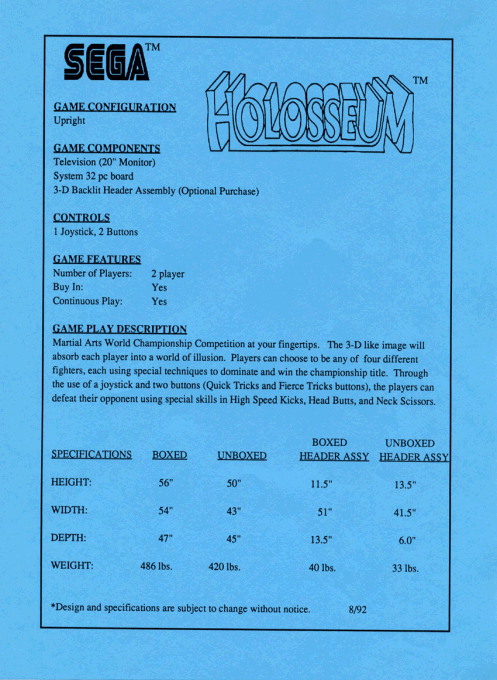 SEGA™
HOLOSSEUM™
GAME CONFIGURATION
Upright
GAME COMPONENTS
Television (20" Monitor)
System 32 pc board
3-D Backlit Header Assembly (Optional Purchase)
CONTROLS
1 Joystick, 2 Buttons
GAME FEATURES
Number of Players: 2 player
Buy In: Yes
Continuous Play: Yes
GAME PLAY DESCRIPTION
Martial Arts World Championship Competition at your fingertips. The 3-D like image will
absorb each player into a world of illusion. Players can choose to be any of four different
fighters, each using special techniques to dominate and win the championship title. Through
the use of a joystick and two buttons (Quick Tricks and Fierce Tricks buttons), the players can
defeat their opponent using special skills in High Speed Kicks, Head Butts, and Neck Scissors.
BOXED UNBOXED
SPECIFICATIONS BOXED UNBOXED HEADER ASSY HEADER ASSY
HEIGHT: 56" 50" 11.5" 13.5"
WIDTH: 54" 43" 51" 41.5"
DEPTH: 47" 45" 13.5" 6.0"
WEIGHT: 486 lbs. 420 lbs. 40 lbs. 33 lbs.
*Design and specifications are subject to change without notice. 8/92